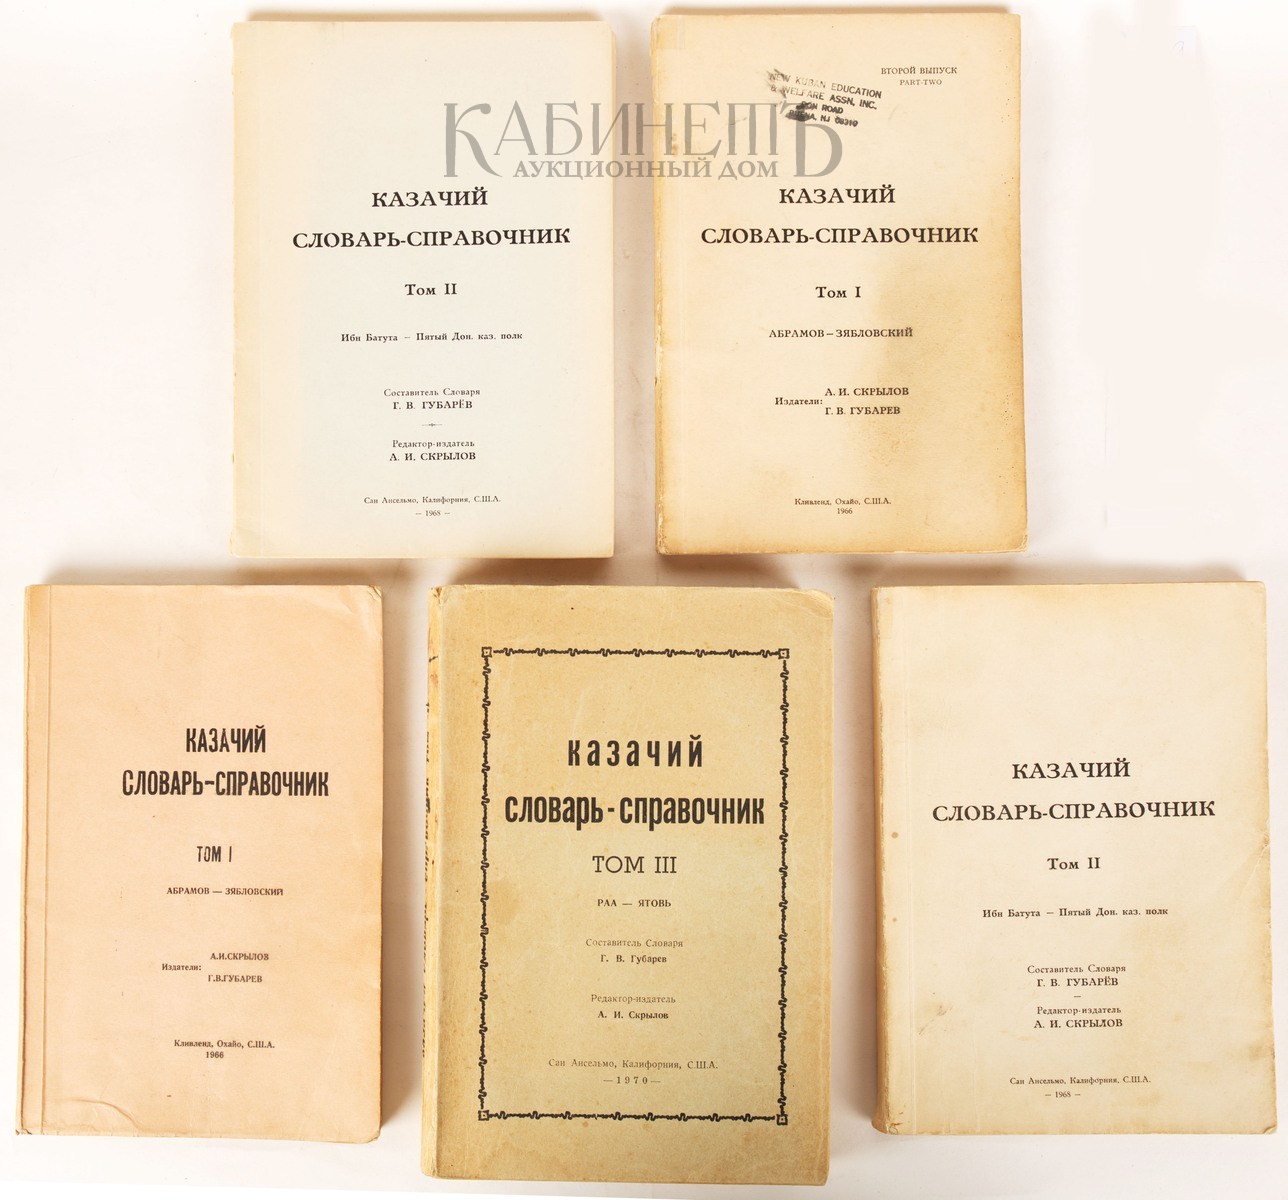 КАБИНЕТЪ
АУКЦИОННЫЙ ДОМ
КАЗАЧИЙ
СЛОВАРЬ-СПРАВОЧНИК
Том II
Ибн Батута — Пятый Дон. каз. полк
Составитель Словаря
Г. В. ГУБАРЁВ
Редактор-издатель
А. И. СКРЫЛОВ
Сан Ансельмо, Калифорния, С.Ш.А.
— 1968 —
ВТОРОЙ ВЫПУСК
PART-TWO
NEW KUBAN EDUCATION
& WELFARE ASSN, INC.
DON ROAD
BUENA, NJ 08310
КАЗАЧИЙ
СЛОВАРЬ-СПРАВОЧНИК
Том I
АБРАМОВ — ЗЯБЛОВСКИЙ
А. И. СКРЫЛОВ
Издатели:
Г. В. ГУБАРЕВ
Кливленд, Охайо, С.Ш.А.
1966
КАЗАЧИЙ
СЛОВАРЬ-СПРАВОЧНИК
ТОМ I
АБРАМОВ — ЗЯБЛОВСКИЙ
А.И.СКРЫЛОВ
Издатели:
Г.В.ГУБАРЕВ
Кливленд, Охайо, С.Ш.А.
1966
казачий
словарь-справочник
ТОМ III
РАА — ЯТОВЬ
Составитель Словаря
Г. В. Губарев
Редактор-издатель
А. И. Скрылов
Сан Ансельмо, Калифорния, С.Ш.А.
— 1970 —
КАЗАЧИЙ
СЛОВАРЬ-СПРАВОЧНИК
Том II
Ибн Батута — Пятый Дон. каз. полк
Составитель Словаря
Г. В. ГУБАРЁВ
Редактор-издатель
А. И. СКРЫЛОВ
Сан Ансельмо, Калифорния, С.Ш.А.
— 1968 —